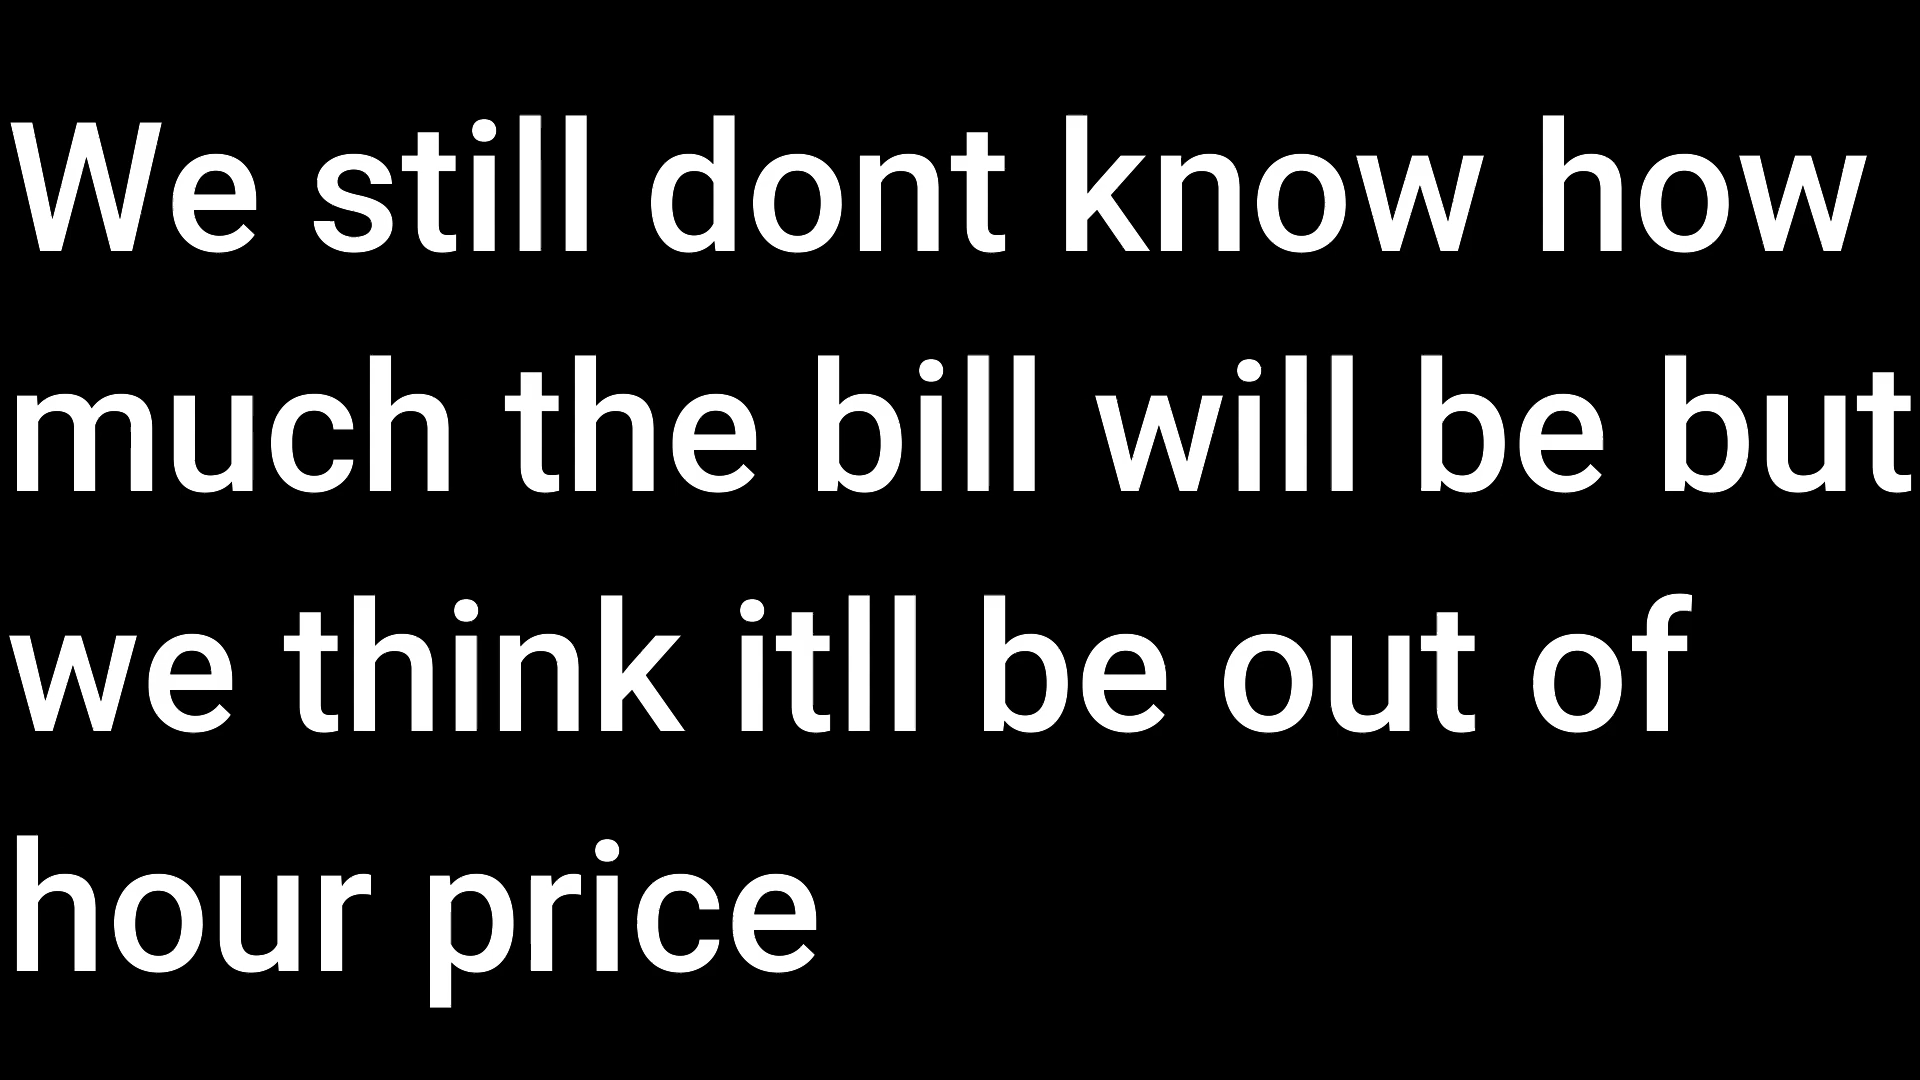 We still dont know how
much the bill will be but
we think itll be out of
hour price